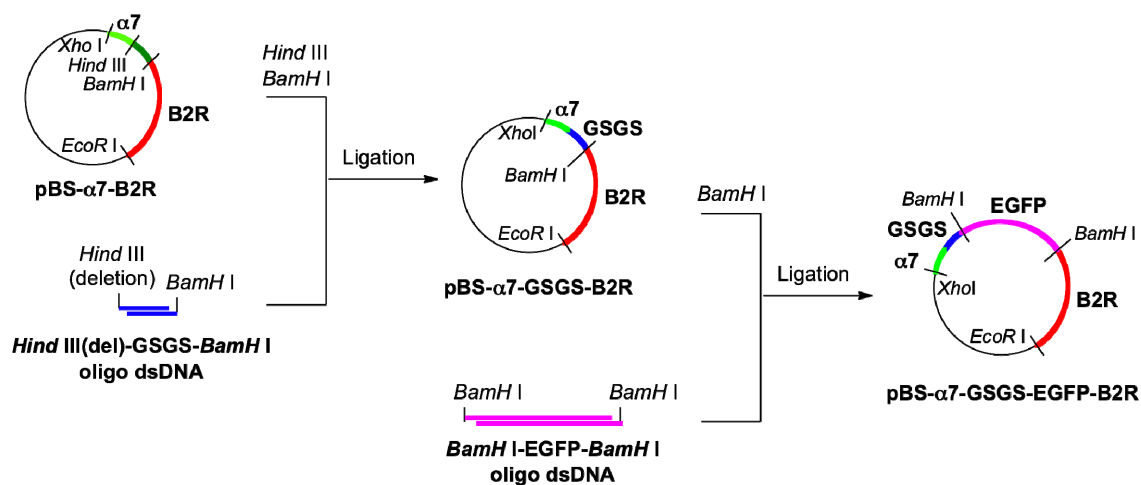 α7
Xho I
Hind III
BamH I
B2R
EcoR I
pBS-α7-B2R
Hind III
(deletion)
BamH I
Hind III(del)-GSGS-BamH I
oligo dsDNA
Hind III
BamH I
Ligation
α7
XhoI
GSGS
BamH I
B2R
EcoR I
pBS-α7-GSGS-B2R
BamH I
BamH I
BamH I-EGFP-BamH I
oligo dsDNA
BamH I
Ligation
BamH I
EGFP
GSGS
BamH I
α7
XhoI
B2R
EcoR I
pBS-α7-GSGS-EGFP-B2R